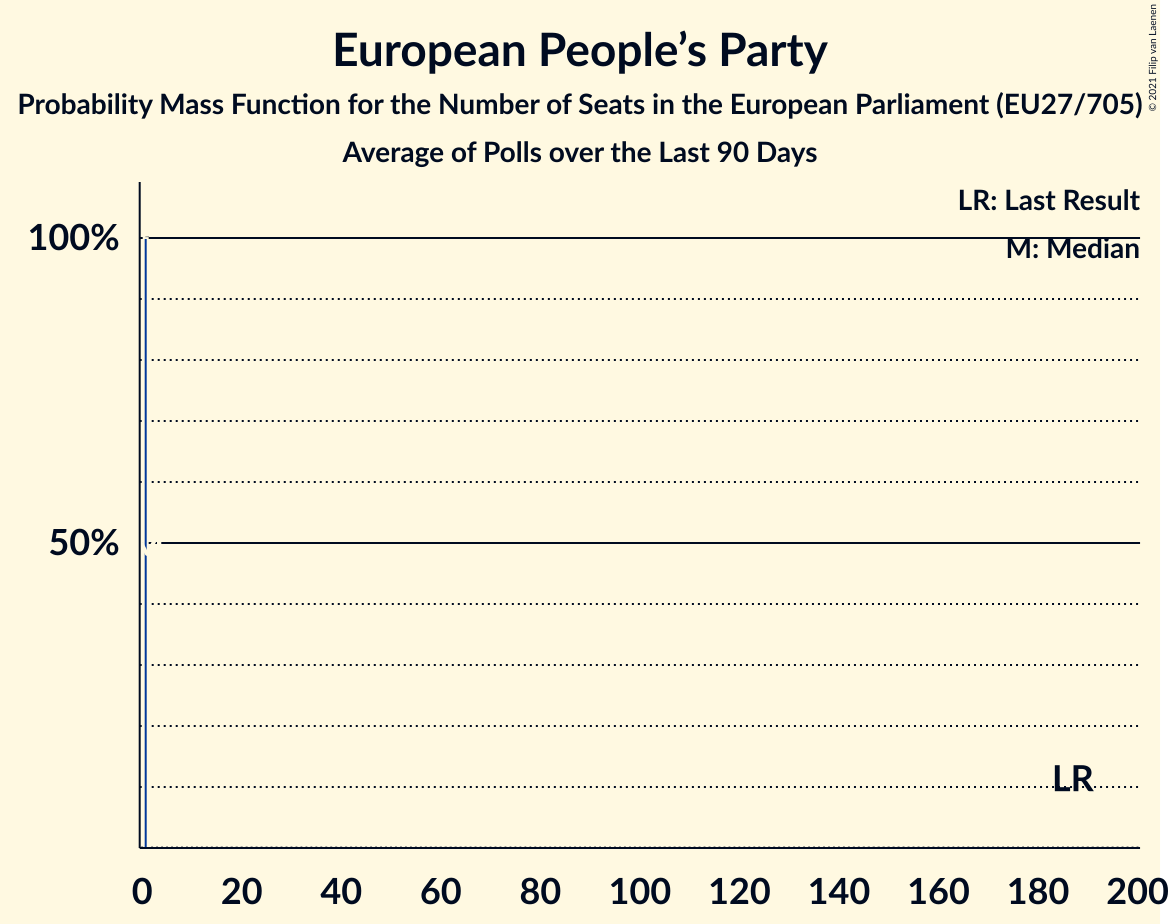 European People’s Party
Probability Mass Function for the Number of Seats in the European Parliament (EU27/705)
Average of Polls over the Last 90 Days
© 2021 Filip van Laenen
LR: Last Result
M: Median
100%
50%
LR
0 20 40 60 80 100 120 140 160 180 200